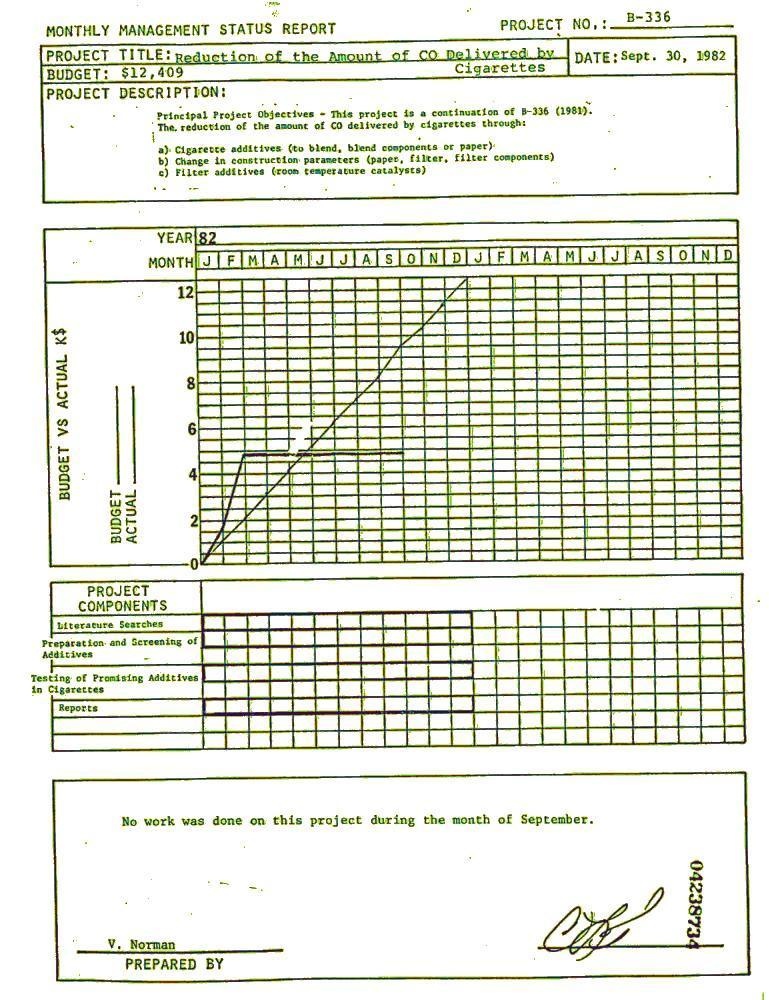 MONTHLY MANAGEMENT STATUS REPORT
PROJECT NO.: B-336
PROJECT TITLE: Reduction of the Amount of CO Delivered by Cigarettes
DATE: Sept. 30, 1982
BUDGET: $12,409
PROJECT DESCRIPTION:
Principal Project Objectives - This project is a continuation of B-336 (1981).
The reduction of the amount of CO delivered by cigarettes through:
a) Cigarette additives (to blend, blend components or paper)
b) Change in construction parameters (paper, filter, filter components)
c) Filter additives (room temperature catalysts)
YEAR 82
MONTH J F M A M J J A S O N D J F M A M J J A S O N D
12
10
8
6
4
2
0
BUDGET VS ACTUAL K$
BUDGET
ACTUAL
PROJECT
COMPONENTS
Literature Searches
Preparation and Screening of
Additives
Testing of Promising Additives
in Cigarettes
Reports
No work was done on this project during the month of September.
04238734
V. Norman
PREPARED BY